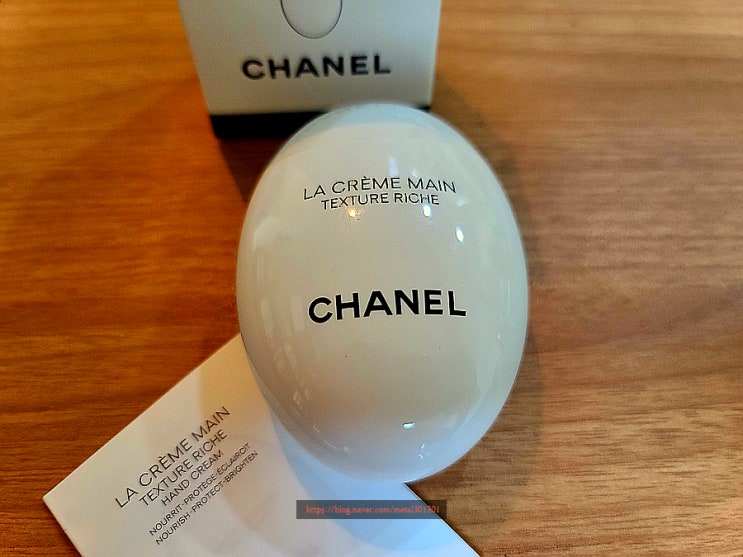 CHANEL
LA CRÈME MAIN
TEXTURE RICHE
CHANEL
LA CRÈME MAIN
TEXTURE RICHE
HAND CREAM
NOURRIT-PROTÈGE-ÉCLAIRCIT
NOURISH-PROTECT-BRIGHTEN
https://blog.naver.com/metel301301